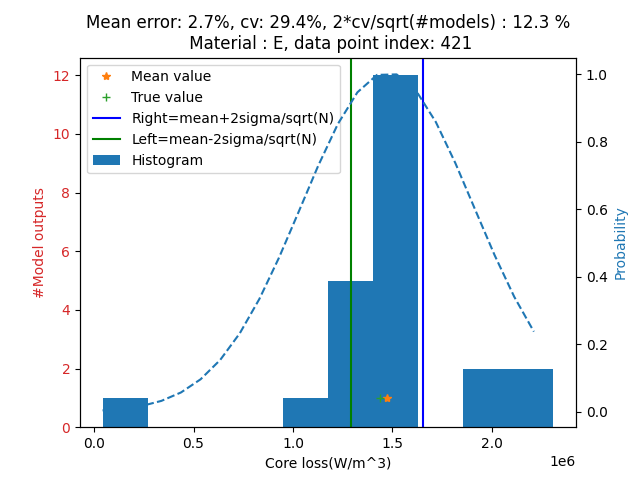 Mean error: 2.7%, cv: 29.4%, 2*cv/sqrt(#models) : 12.3 %
Material : E, data point index: 421
Mean value
True value
Right=mean+2sigma/sqrt(N)
Left=mean-2sigma/sqrt(N)
Histogram
12
10
8
6
4
2
0
#Model outputs
1.0
0.8
0.6
0.4
0.2
0.0
Probability
0.0 0.5 1.0 1.5 2.0
1e6
Core loss(W/m^3)